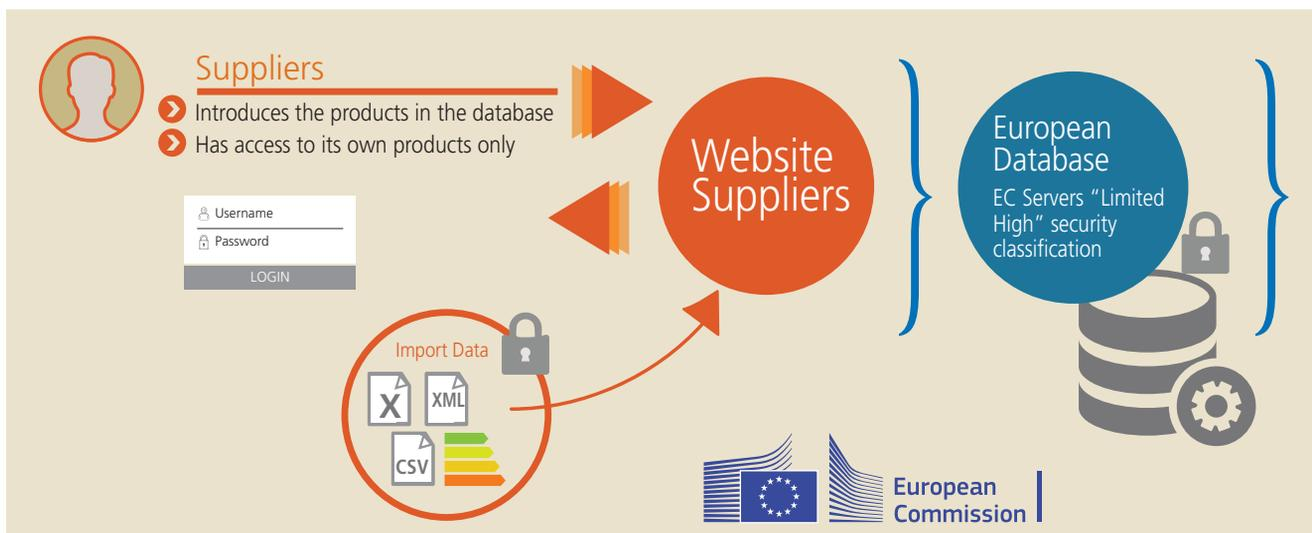 Suppliers
Introduces the products in the database
Has access to its own products only
Username
Password
LOGIN
Import Data
X
XML
CSV
Website
Suppliers
European
Database
EC Servers “Limited
High” security
classification
European
Commission